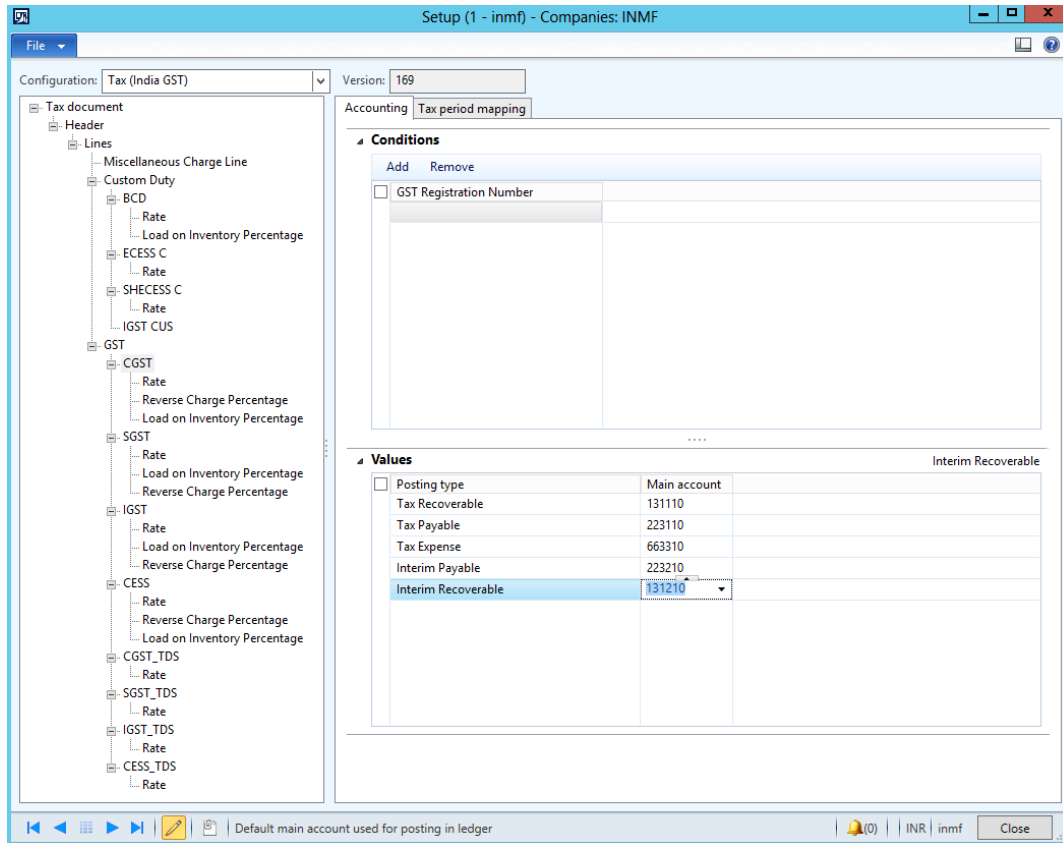 Setup (1 - inmf) - Companies: INMF
File
Configuration: Tax (India GST) Version: 169
Tax document
Header
Lines
Miscellaneous Charge Line
Custom Duty
BCD
Rate
Load on Inventory Percentage
ECESS C
Rate
SHECESS C
Rate
IGST CUS
GST
CGST
Rate
Reverse Charge Percentage
Load on Inventory Percentage
SGST
Rate
Load on Inventory Percentage
Reverse Charge Percentage
IGST
Rate
Load on Inventory Percentage
Reverse Charge Percentage
CESS
Rate
Reverse Charge Percentage
Load on Inventory Percentage
CGST_TDS
Rate
SGST_TDS
Rate
IGST_TDS
Rate
CESS_TDS
Rate
Accounting Tax period mapping
Conditions
Add Remove
GST Registration Number
Values Interim Recoverable
Posting type Main account
Tax Recoverable 131110
Tax Payable 223110
Tax Expense 663310
Interim Payable 223210
Interim Recoverable 131210
Default main account used for posting in ledger (0) INR inmf Close